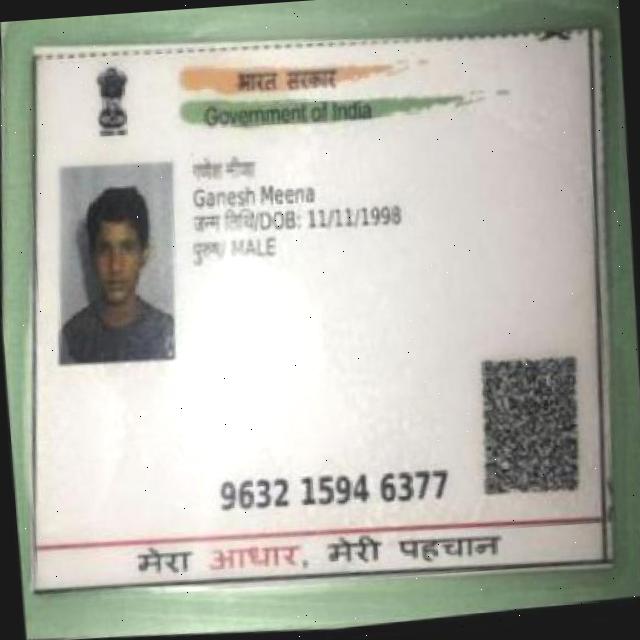 भारत सरकार
Government of India
गणेश मीणा
Ganesh Meena
जन्म तिथि/DOB: 11/11/1998
पुरुष/ MALE
9632 1594 6377
मेरा आधार, मेरी पहचान